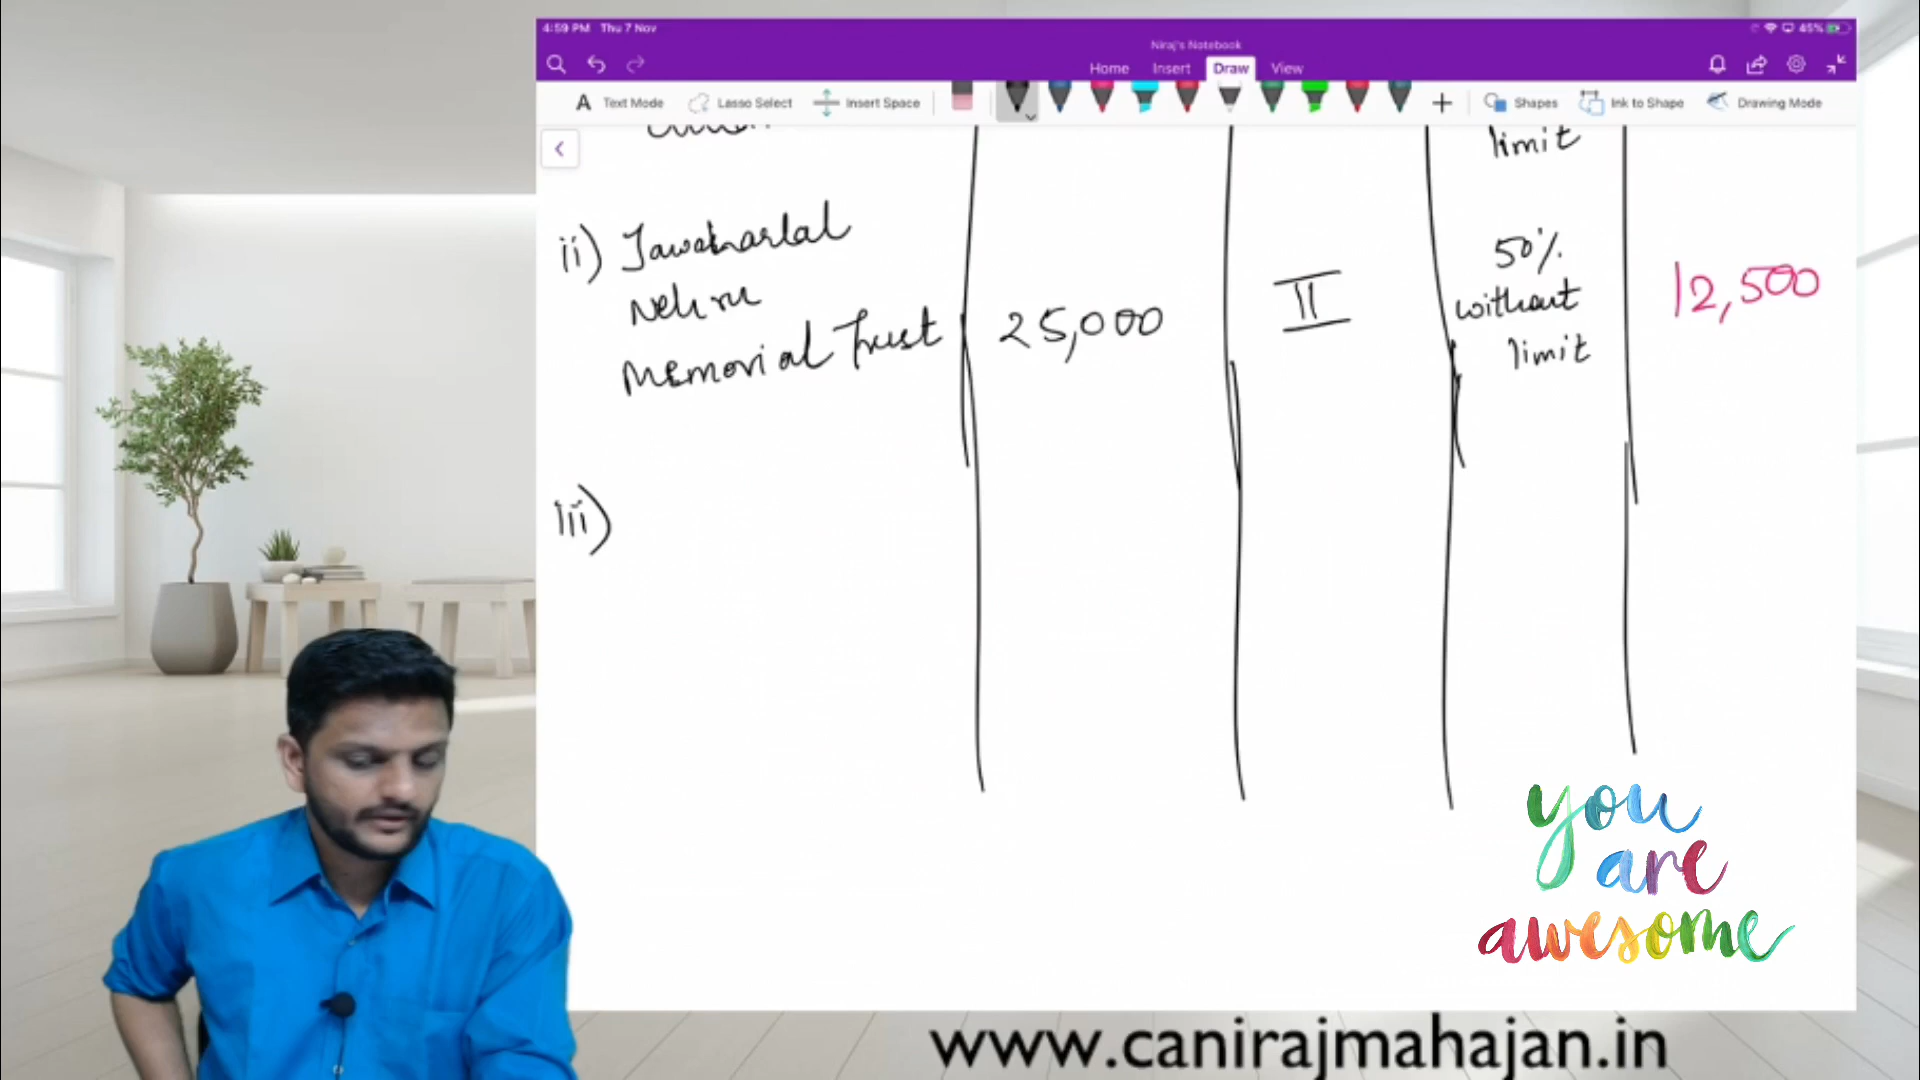 4:59 PM Thu 7 Nov
45%
Niraj's Notebook
Home Insert Draw View
A Text Mode Lasso Select Insert Space Shapes Ink to Shape Drawing Mode
limit
ii) Jawaharlal
Nehru
Memorial Trust
25,000
II
50%
without
limit
12,500
iii)
you
are
awesome
www.canirajmahajan.in